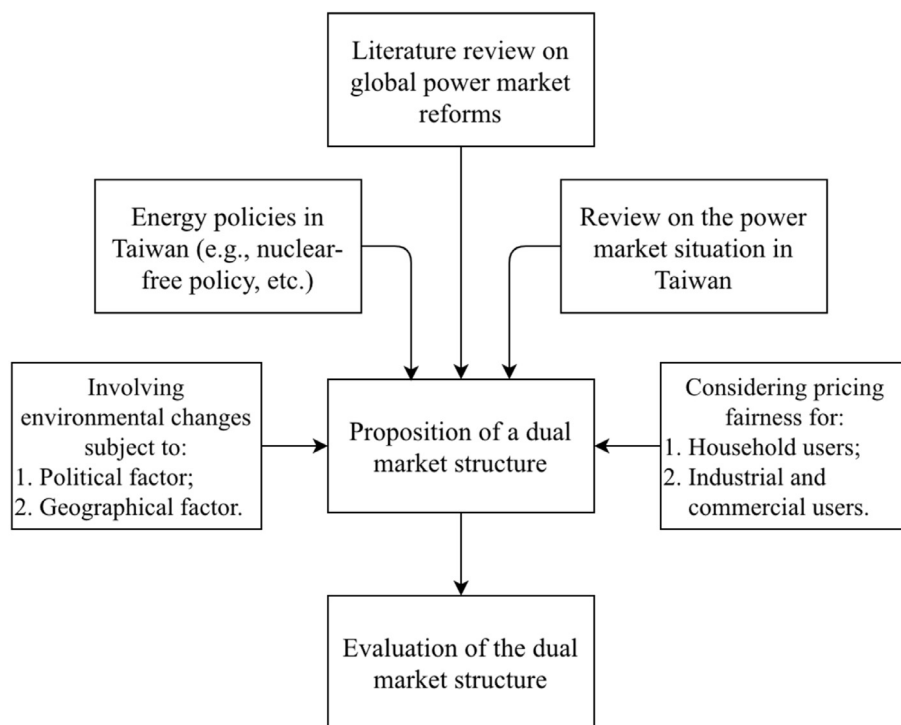 Literature review on
global power market
reforms
Energy policies in
Taiwan (e.g., nuclear-
free policy, etc.)
Review on the power
market situation in
Taiwan
Involving
environmental changes
subject to:
1. Political factor;
2. Geographical factor.
Proposition of a dual
market structure
Considering pricing
fairness for:
1. Household users;
2. Industrial and
commercial users.
Evaluation of the dual
market structure